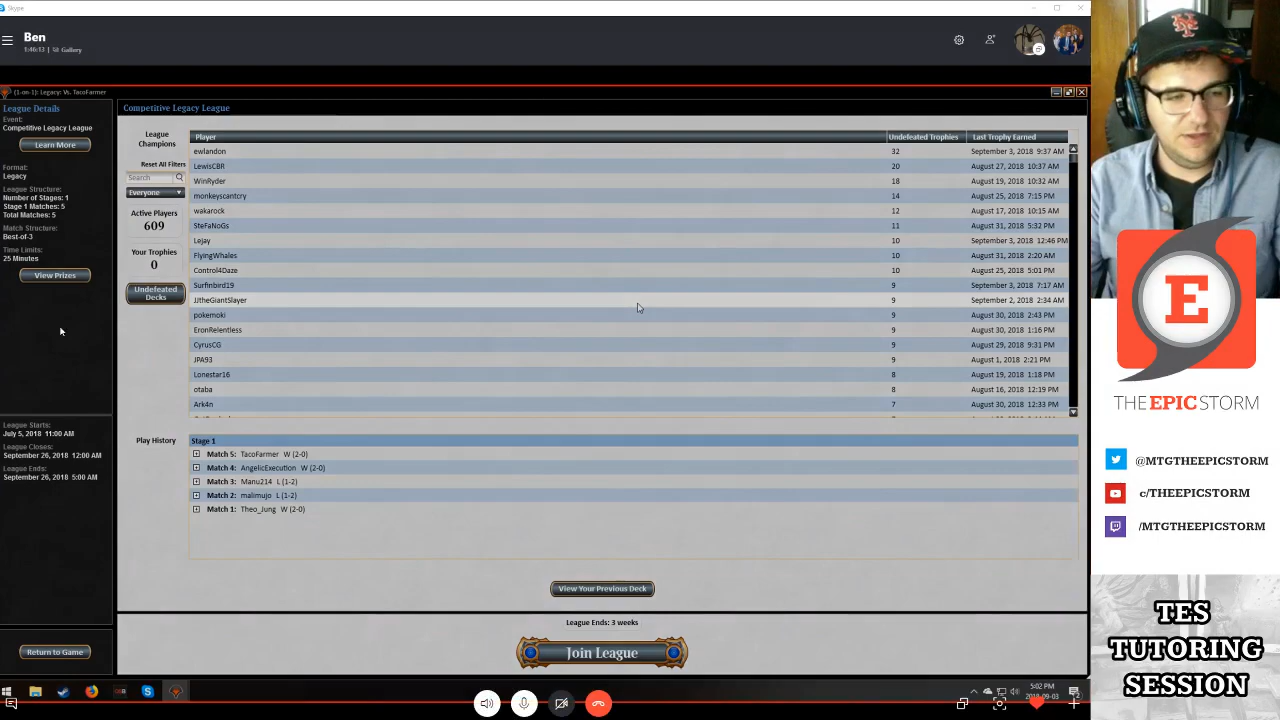 Skype
Ben
1:46:13 | Gallery
(1-on-1): Legacy: Vs. TacoFarmer
League Details
Event:
Competitive Legacy League
Learn More
Format:
Legacy
League Structure:
Number of Stages: 1
Stage 1 Matches: 5
Total Matches: 5
Match Structure:
Best-of-3
Time Limits:
25 Minutes
View Prizes
League Starts:
July 5, 2018 11:00 AM
League Closes:
September 26, 2018 12:00 AM
League Ends:
September 26, 2018 5:00 AM
Return to Game
Competitive Legacy League
League
Champions
Reset All Filters
Search
Everyone
Active Players
609
Your Trophies
0
Undefeated
Decks
Player Undefeated Trophies Last Trophy Earned
ewlandon 32 September 3, 2018 9:37 AM
LewisCBR 20 August 27, 2018 10:37 AM
WinRyder 18 August 19, 2018 10:32 AM
monkeyscantcry 14 August 25, 2018 7:15 PM
wakarock 12 August 17, 2018 10:15 AM
SteFaNoGs 11 August 31, 2018 5:32 PM
Lejay 10 September 3, 2018 12:46 PM
FlyingWhales 10 August 31, 2018 2:20 AM
Control4Daze 10 August 25, 2018 5:01 PM
Surfinbird19 9 September 3, 2018 7:17 AM
JJtheGiantSlayer 9 September 2, 2018 2:34 AM
pokemoki 9 August 30, 2018 2:43 PM
EronRelentless 9 August 30, 2018 1:16 PM
CyrusCG 9 August 29, 2018 9:31 PM
JPA93 9 August 1, 2018 2:21 PM
Lonestar16 8 August 19, 2018 1:18 PM
otaba 8 August 16, 2018 12:19 PM
Ark4n 7 August 30, 2018 12:33 PM
Play History
Stage 1
Match 5: TacoFarmer W (2-0)
Match 4: AngelicExecution W (2-0)
Match 3: Manu214 L (1-2)
Match 2: malimujo L (1-2)
Match 1: Theo_Jung W (2-0)
View Your Previous Deck
League Ends: 3 weeks
Join League
5:02 PM
2018-09-03
E
THE EPIC STORM
@MTGTHEEPICSTORM
c/THEEPICSTORM
/MTGTHEEPICSTORM
TES
TUTORING
SESSION